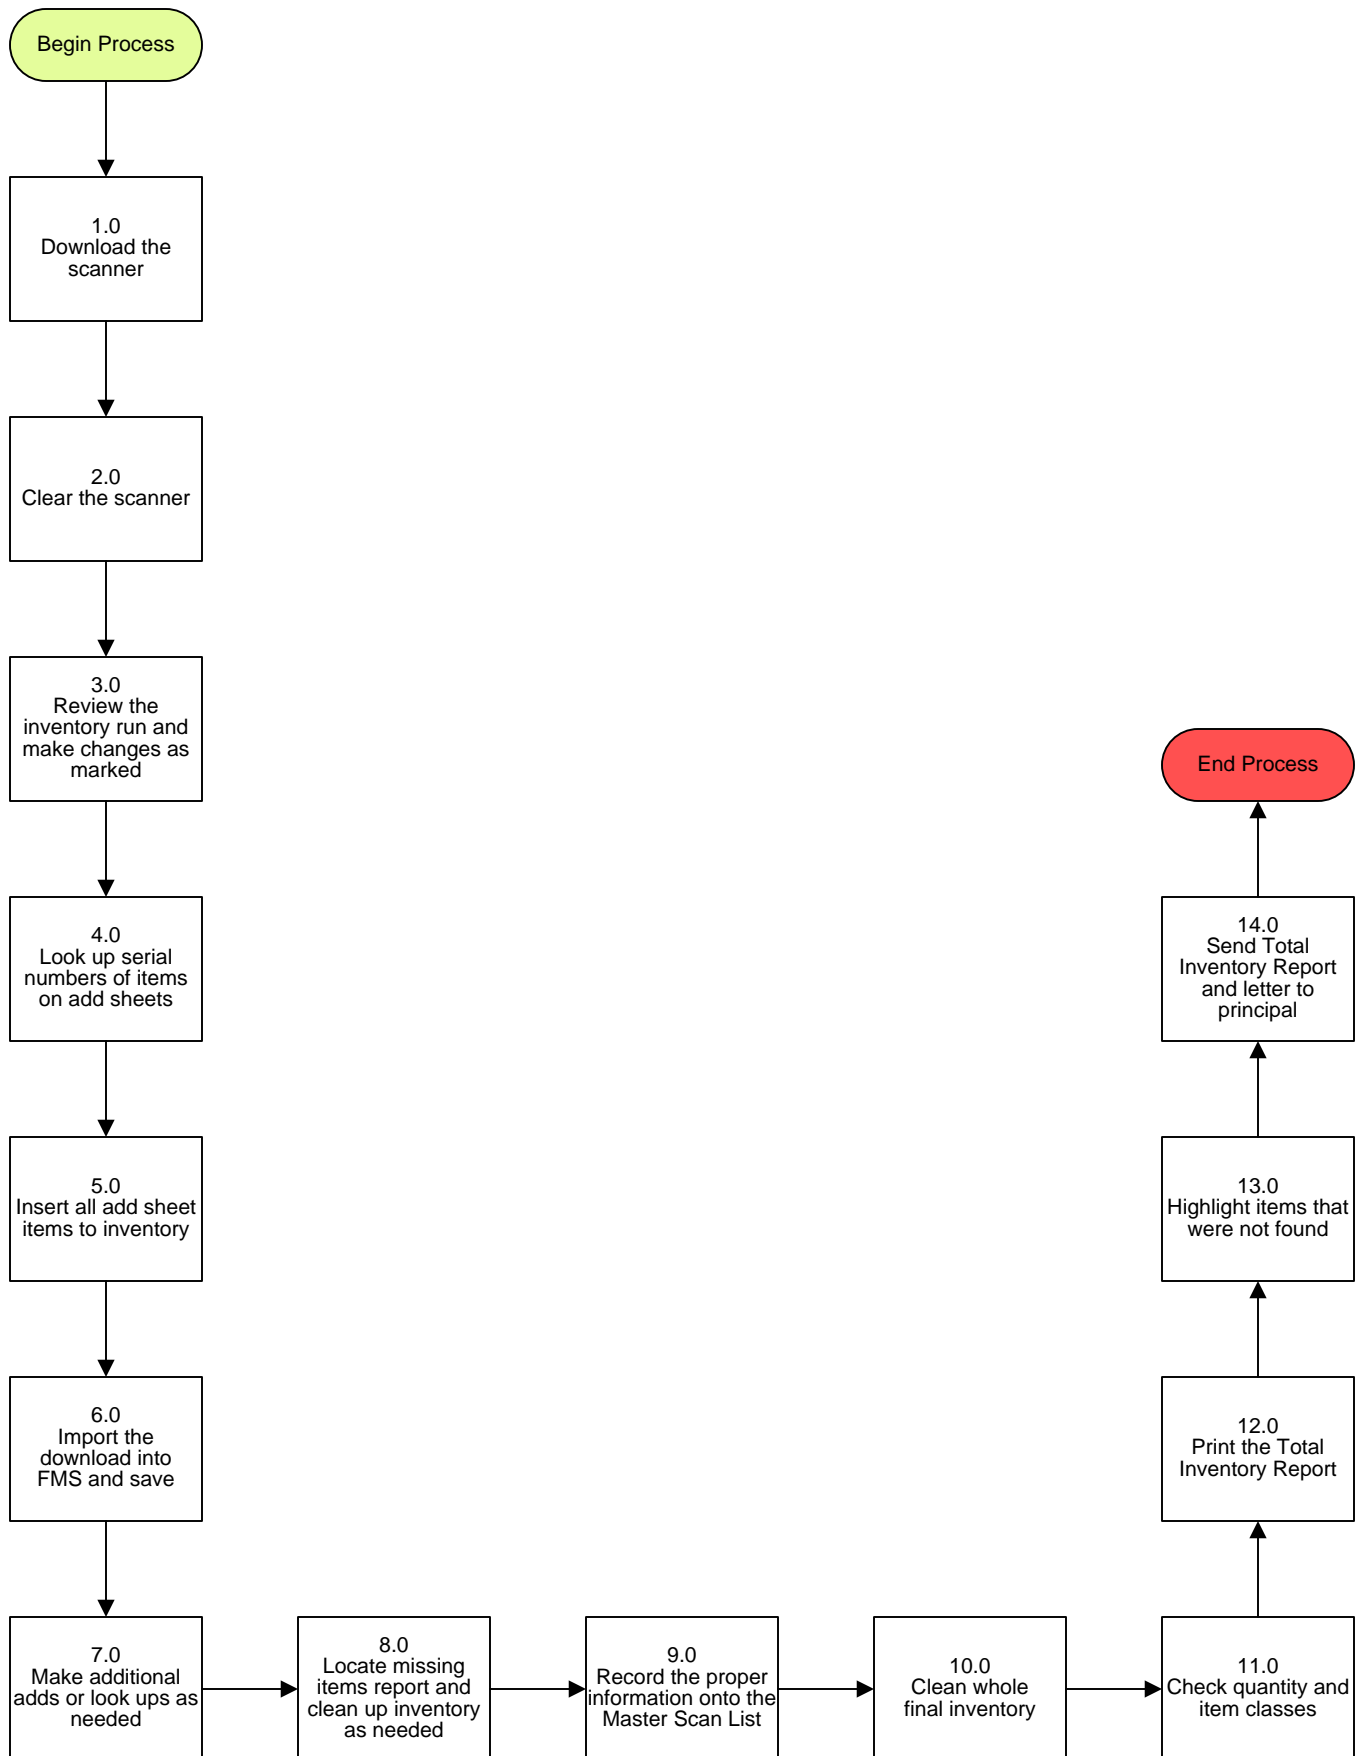 Begin Process
1.0
Download the
scanner
2.0
Clear the scanner
3.0
Review the
inventory run and
make changes as
marked
4.0
Look up serial
numbers of items
on add sheets
5.0
Insert all add sheet
items to inventory
6.0
Import the
download into
FMS and save
7.0
Make additional
adds or look ups as
needed
8.0
Locate missing
items report and
clean up inventory
as needed
9.0
Record the proper
information onto the
Master Scan List
10.0
Clean whole
final inventory
11.0
Check quantity and
item classes
12.0
Print the Total
Inventory Report
13.0
Highlight items that
were not found
14.0
Send Total
Inventory Report
and letter to
principal
End Process